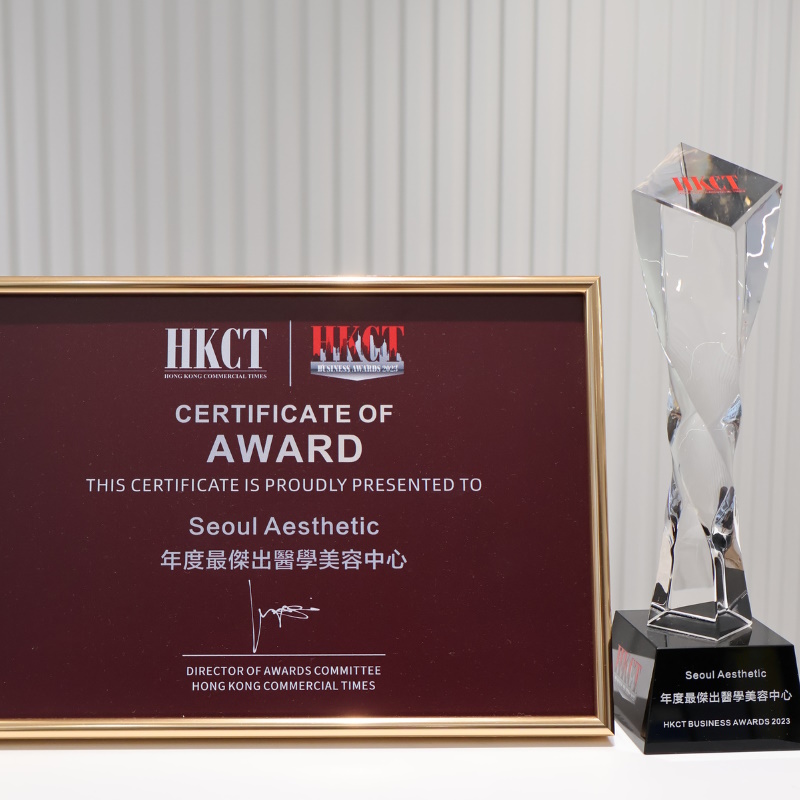 HKCT
HONG KONG COMMERCIAL TIMES
HKCT
BUSINESS AWARDS 2023
CERTIFICATE OF
AWARD
THIS CERTIFICATE IS PROUDLY PRESENTED TO
Seoul Aesthetic
年度最傑出醫學美容中心
DIRECTOR OF AWARDS COMMITTEE
HONG KONG COMMERCIAL TIMES
HKCT
HKCT
Seoul Aesthetic
年度最傑出醫學美容中心
HKCT BUSINESS AWARDS 2023